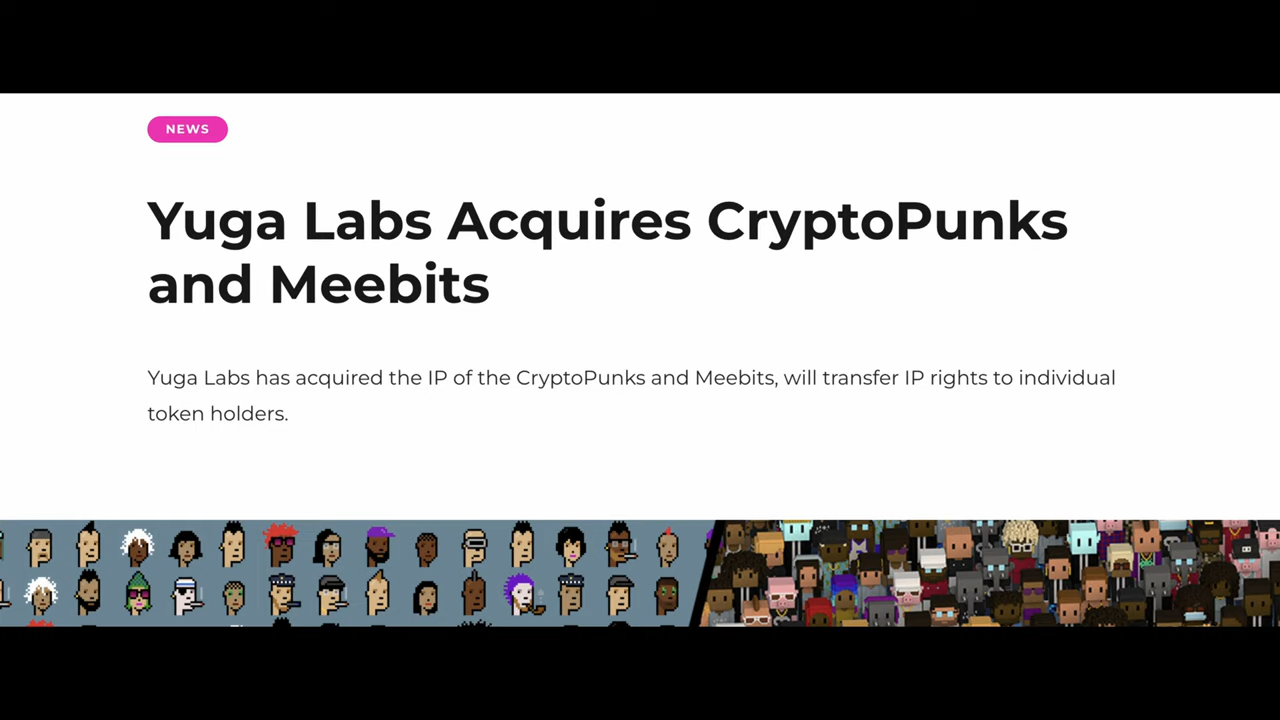 NEWS
Yuga Labs Acquires CryptoPunks
and Meebits
Yuga Labs has acquired the IP of the CryptoPunks and Meebits, will transfer IP rights to individual
token holders.